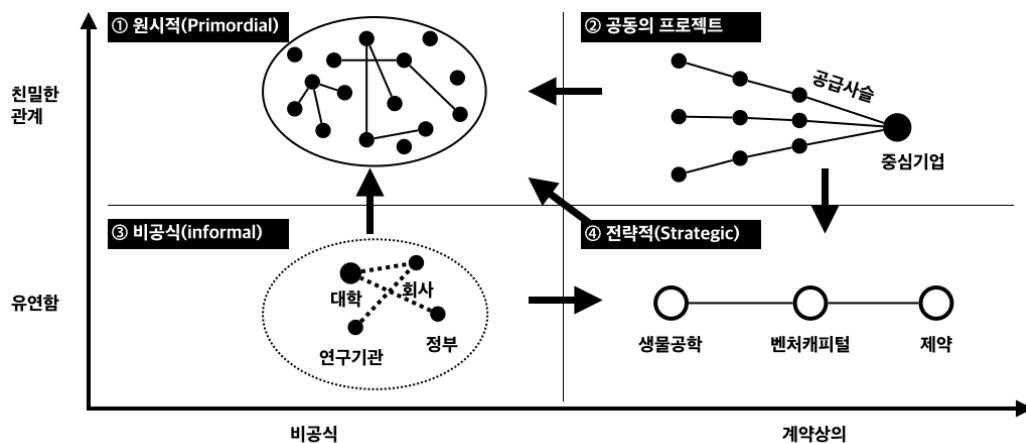 ① 원시적(Primordial)
② 공동의 프로젝트
친밀한
관계
공급사슬
중심기업
③ 비공식(informal)
④ 전략적(Strategic)
유연함
대학
회사
연구기관
정부
생물공학
벤처캐피털
제약
비공식
계약상의